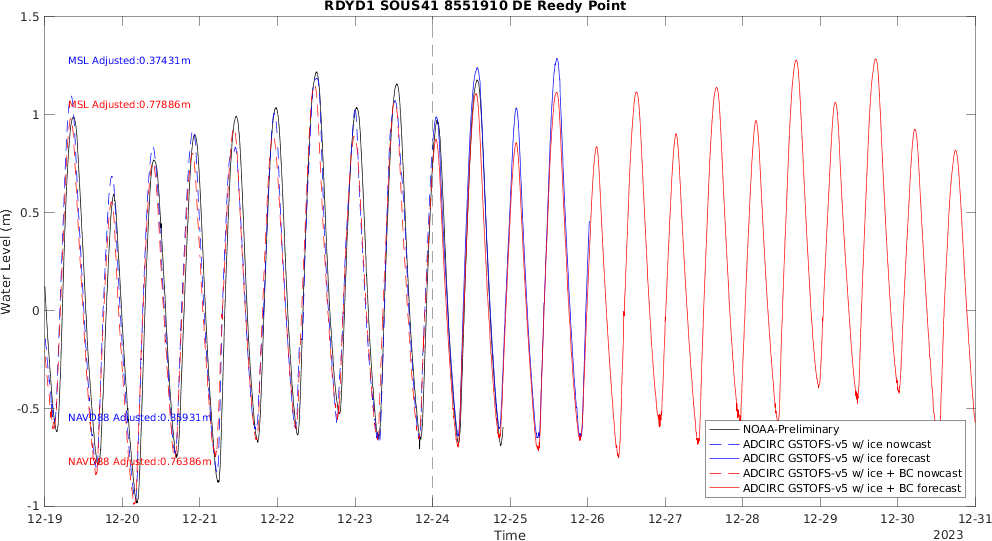 RDYD1 SOUS41 8551910 DE Reedy Point
1.5
MSL Adjusted:0.37431m
MSL Adjusted:0.77886m
1
0.5
Water Level (m)
0
-0.5
NAVD88 Adjusted:0.35931m
NAVD88 Adjusted:0.76386m
-1
NOAA-Preliminary
ADCIRC GSTOFS-v5 w/ ice nowcast
ADCIRC GSTOFS-v5 w/ ice forecast
ADCIRC GSTOFS-v5 w/ ice + BC nowcast
ADCIRC GSTOFS-v5 w/ ice + BC forecast
12-19 12-20 12-21 12-22 12-23 12-24 12-25 12-26 12-27 12-28 12-29 12-30 12-31
Time
2023